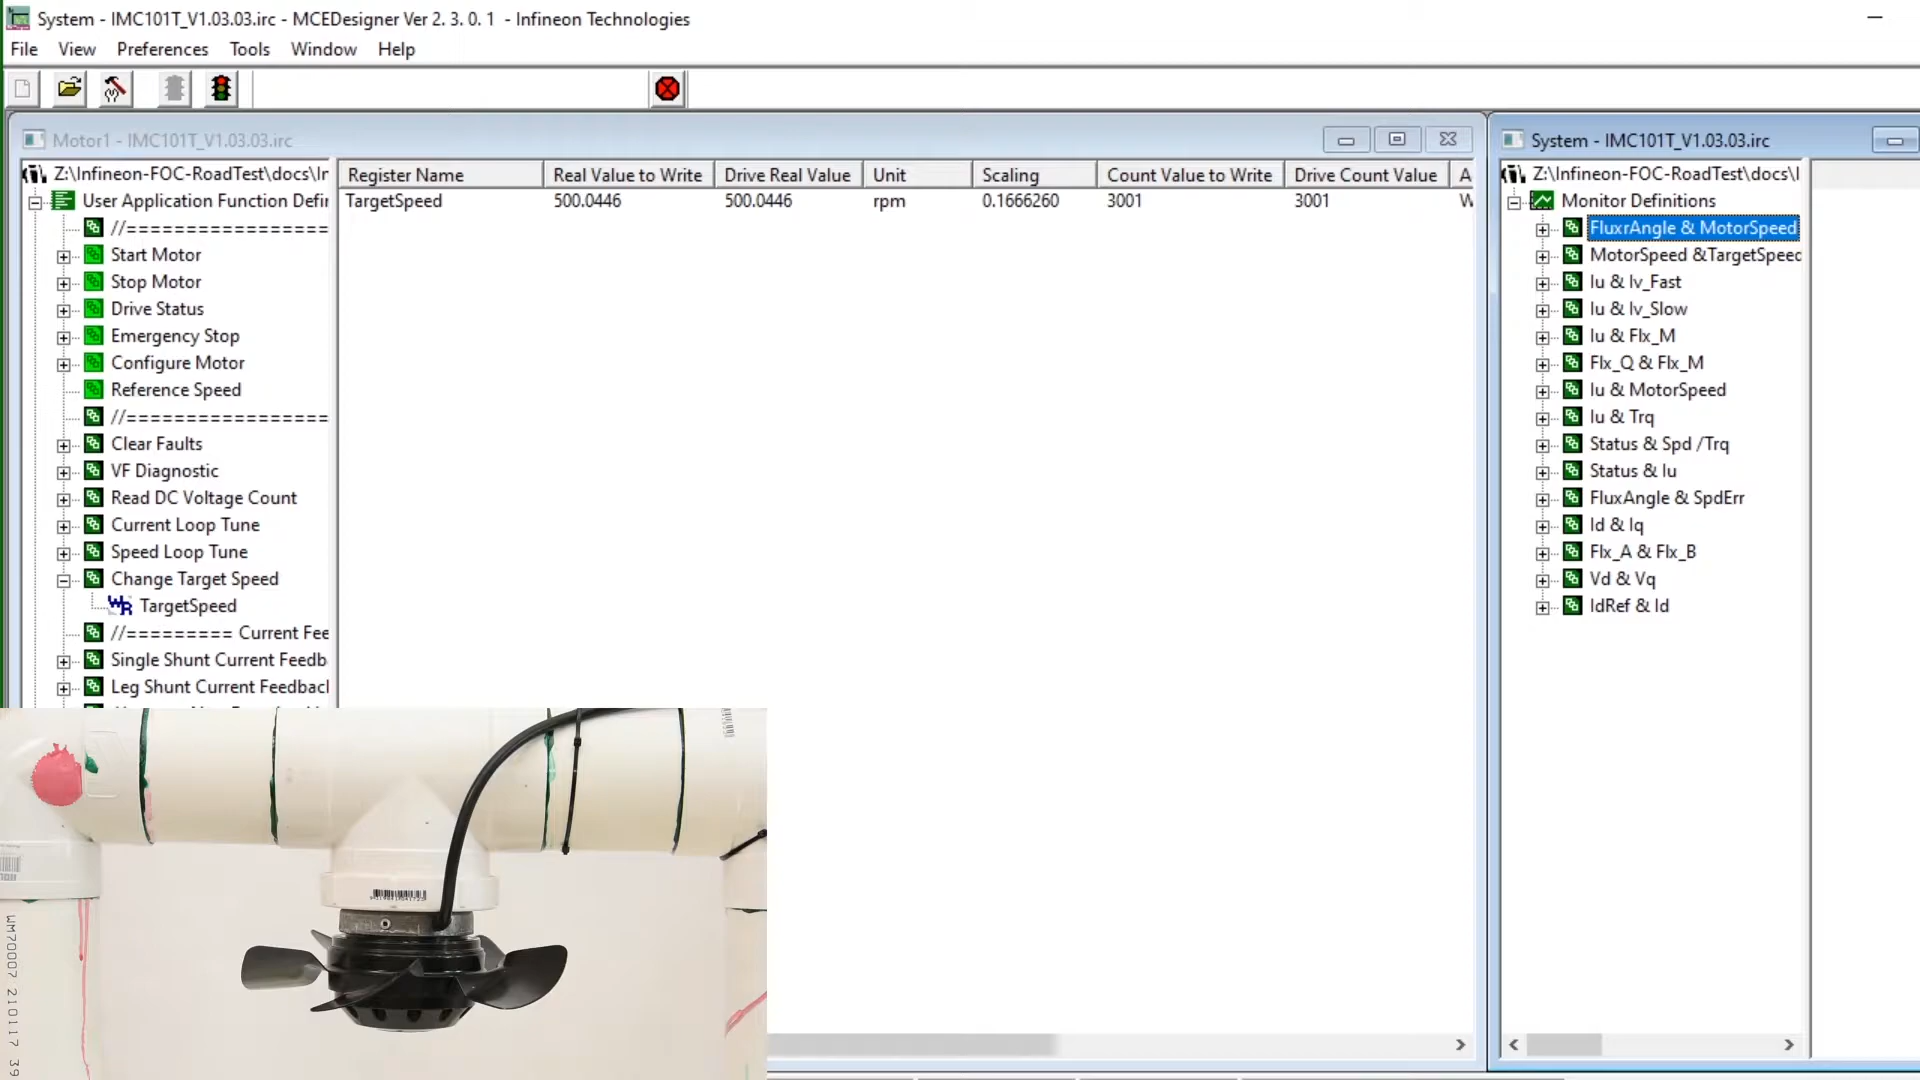 System - IMC101T_V1.03.03.irc - MCEDesigner Ver 2. 3. 0. 1 - Infineon Technologies
File View Preferences Tools Window Help
Motor1 - IMC101T_V1.03.03.irc
Z:\Infineon-FOC-RoadTest\docs\Ir
User Application Function Defir
//==================
Start Motor
Stop Motor
Drive Status
Emergency Stop
Configure Motor
Reference Speed
//==================
Clear Faults
VF Diagnostic
Read DC Voltage Count
Current Loop Tune
Speed Loop Tune
Change Target Speed
WR TargetSpeed
//========= Current Fee
Single Shunt Current Feedb
Leg Shunt Current Feedbacl
Register Name Real Value to Write Drive Real Value Unit Scaling Count Value to Write Drive Count Value A
TargetSpeed 500.0446 500.0446 rpm 0.1666260 3001 3001 W
System - IMC101T_V1.03.03.irc
Z:\Infineon-FOC-RoadTest\docs\I
Monitor Definitions
FluxrAngle & MotorSpeed
MotorSpeed &TargetSpeed
Iu & Iv_Fast
Iu & Iv_Slow
Iu & Flx_M
Flx_Q & Flx_M
Iu & MotorSpeed
Iu & Trq
Status & Spd /Trq
Status & Iu
FluxAngle & SpdErr
Id & Iq
Flx_A & Flx_B
Vd & Vq
IdRef & Id
WM70007 210117 39